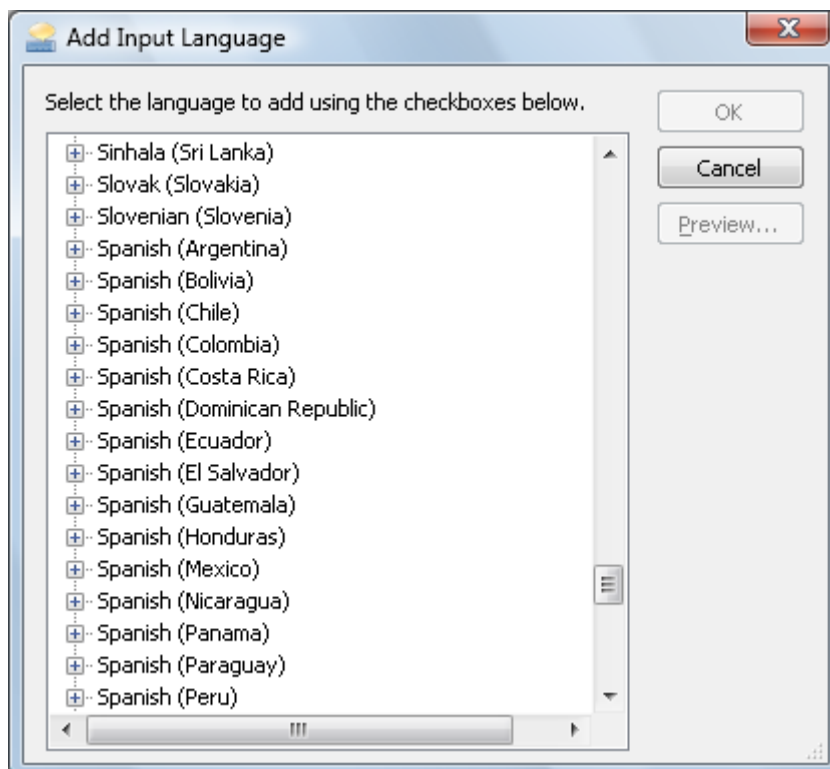 Add Input Language
Select the language to add using the checkboxes below.
OK
Cancel
Preview...
Sinhala (Sri Lanka)
Slovak (Slovakia)
Slovenian (Slovenia)
Spanish (Argentina)
Spanish (Bolivia)
Spanish (Chile)
Spanish (Colombia)
Spanish (Costa Rica)
Spanish (Dominican Republic)
Spanish (Ecuador)
Spanish (El Salvador)
Spanish (Guatemala)
Spanish (Honduras)
Spanish (Mexico)
Spanish (Nicaragua)
Spanish (Panama)
Spanish (Paraguay)
Spanish (Peru)